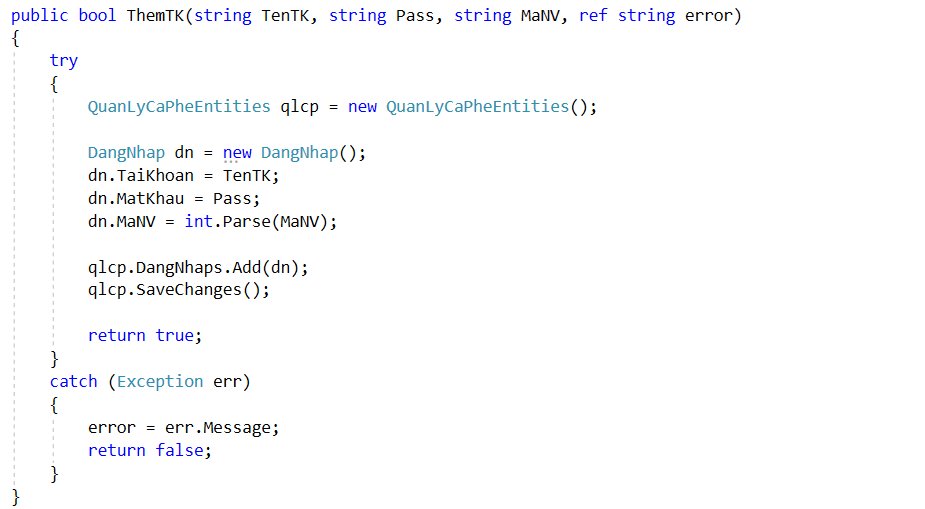 public bool ThemTK(string TenTK, string Pass, string MaNV, ref string error)
{
    try
    {
        QuanLyCaPheEntities qlcp = new QuanLyCaPheEntities();

        DangNhap dn = new DangNhap();
        dn.TaiKhoan = TenTK;
        dn.MatKhau = Pass;
        dn.MaNV = int.Parse(MaNV);

        qlcp.DangNhaps.Add(dn);
        qlcp.SaveChanges();

        return true;
    }
    catch (Exception err)
    {
        error = err.Message;
        return false;
    }
}